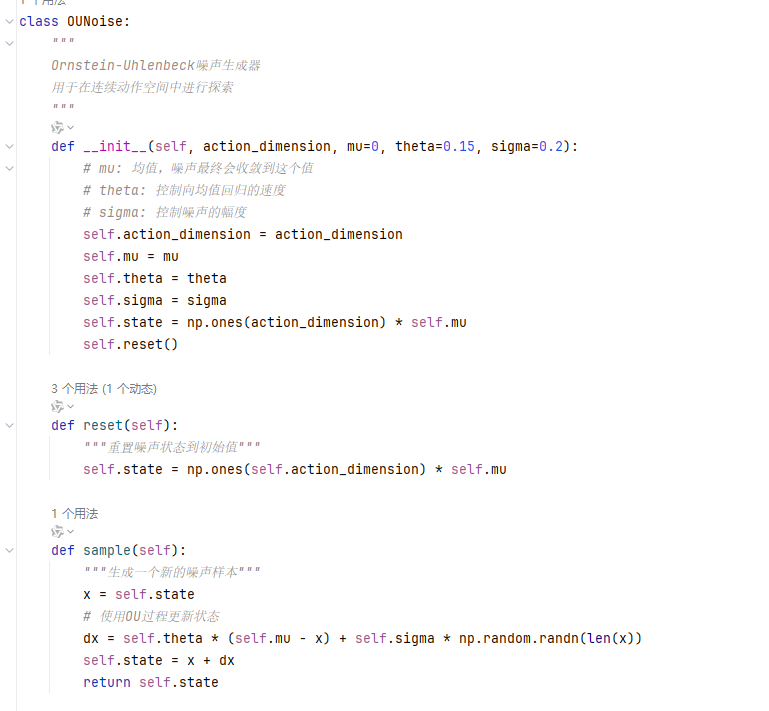 1 个用法
class OUNoise:
"""
Ornstein-Uhlenbeck噪声生成器
用于在连续动作空间中进行探索
"""
def __init__(self, action_dimension, mu=0, theta=0.15, sigma=0.2):
# mu: 均值，噪声最终会收敛到这个值
# theta: 控制向均值回归的速度
# sigma: 控制噪声的幅度
self.action_dimension = action_dimension
self.mu = mu
self.theta = theta
self.sigma = sigma
self.state = np.ones(action_dimension) * self.mu
self.reset()
3 个用法 (1 个动态)
def reset(self):
"""重置噪声状态到初始值"""
self.state = np.ones(self.action_dimension) * self.mu
1 个用法
def sample(self):
"""生成一个新的噪声样本"""
x = self.state
# 使用OU过程更新状态
dx = self.theta * (self.mu - x) + self.sigma * np.random.randn(len(x))
self.state = x + dx
return self.state